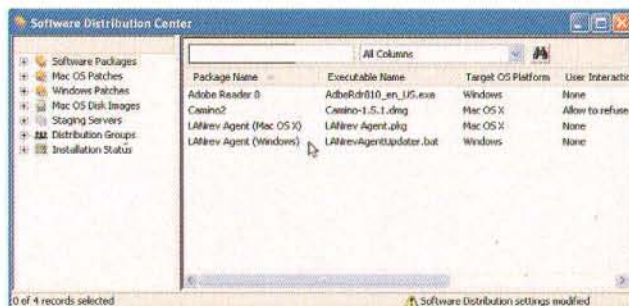 Software Distribution Center
All Columns
Software Packages
Mac OS Patches
Windows Patches
Mac OS Disk Images
Staging Servers
Distribution Groups
Installation Status
Package Name Executable Name Target OS Platform User Interactio
Adobe Reader 8 AdbeRdr810_en_US.exe Windows None
Camino2 Camino-1.5.1.dmg Mac OS X Allow to refuse
LANrev Agent (Mac OS X) LANrev Agent.pkg Mac OS X None
LANrev Agent (Windows) LANrevAgentUpdater.bat Windows None
0 of 4 records selected Software Distribution settings modified